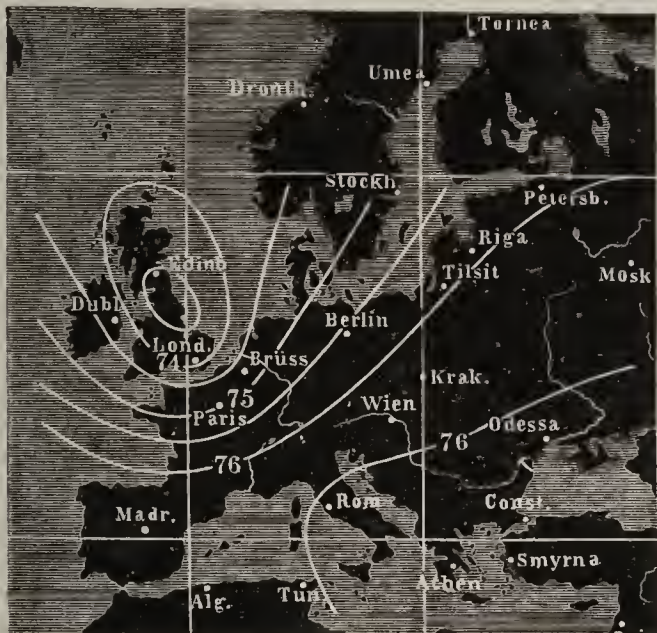 Tornea
Umea
Dronth.
Stockh.
Petersb.
Riga
Edinb
Tilsit
Mosk
Dubl.
Berlin
Lond.
74
Brüss
Krak.
75
Paris
Wien
Odessa
76
76
Rom
Const.
Madr.
Smyrna
Athen
Alg.
Tun.